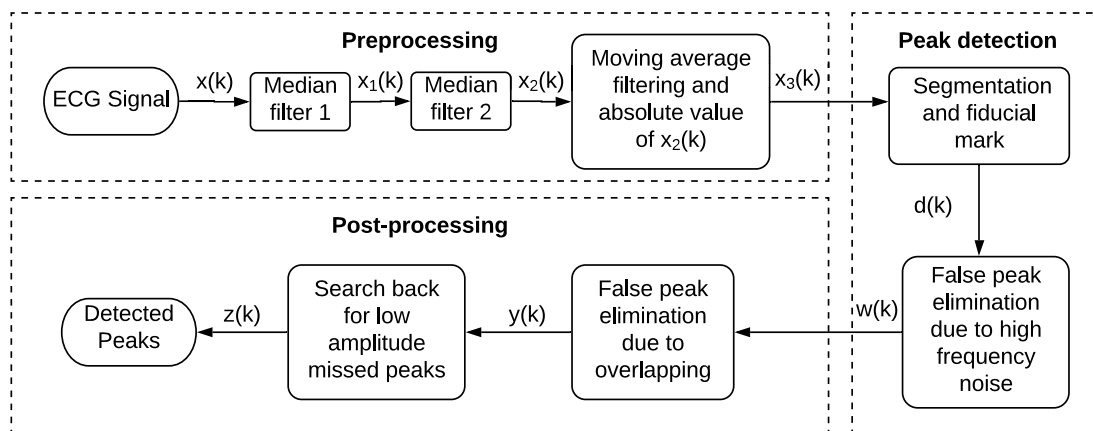 Preprocessing
ECG Signal
x(k)
Median
filter 1
x₁(k)
Median
filter 2
x₂(k)
Moving average
filtering and
absolute value
of x₂(k)
x₃(k)
Peak detection
Segmentation
and fiducial
mark
d(k)
False peak
elimination
due to high
frequency
noise
w(k)
Post-processing
False peak
elimination
due to
overlapping
y(k)
Search back
for low
amplitude
missed peaks
z(k)
Detected
Peaks